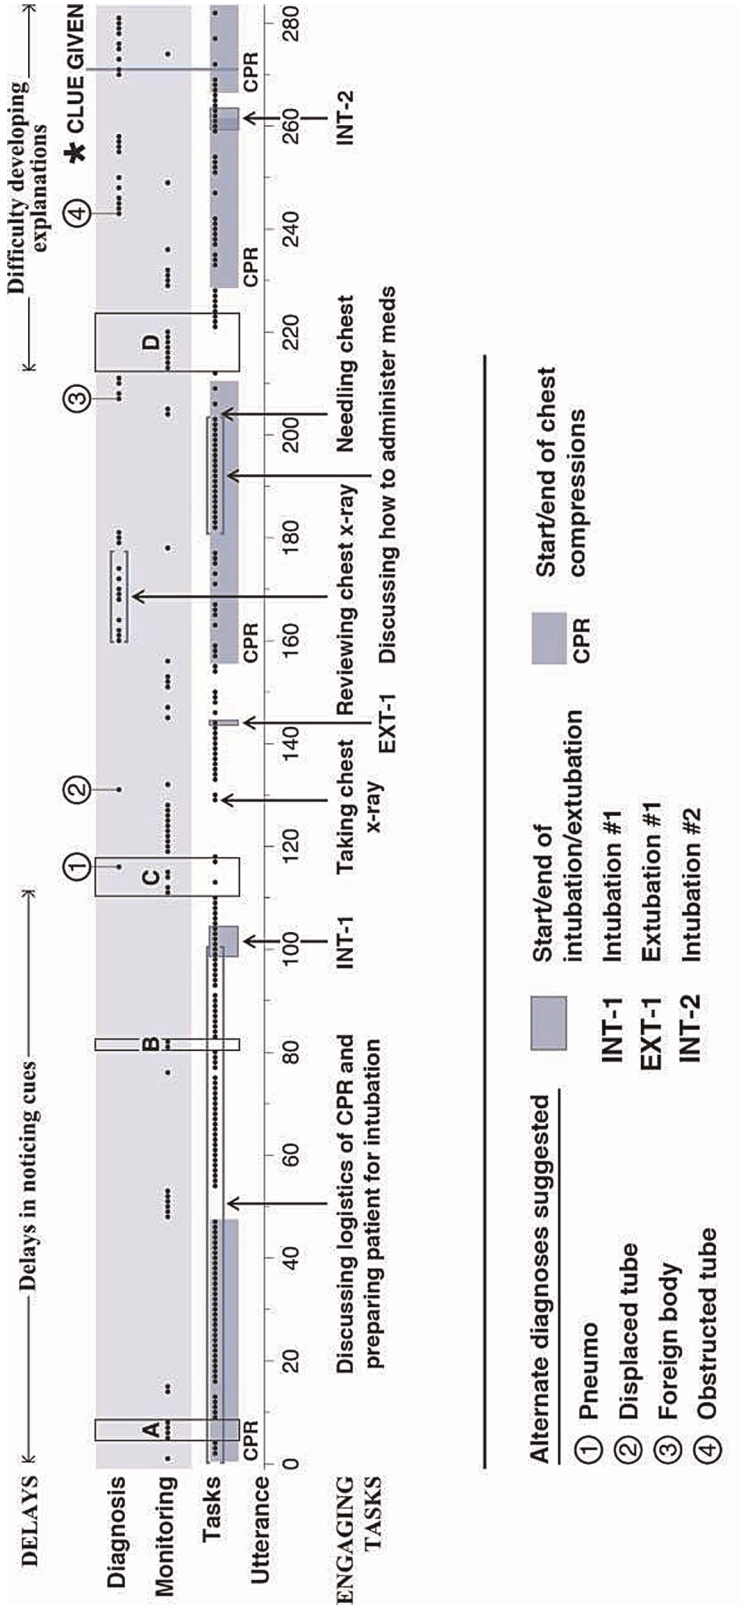 DELAYS
Delays in noticing cues
Difficulty developing
explanations
* CLUE GIVEN
1
2
3
4
Diagnosis
Monitoring
A
B
C
D
Tasks
CPR
CPR
CPR
CPR
Utterance
0
20
40
60
80
100
120
140
160
180
200
220
240
260
280
ENGAGING
TASKS
Discussing logistics of CPR and
preparing patient for intubation
INT-1
Taking chest
x-ray
EXT-1
Reviewing chest x-ray
Discussing how to administer meds
Needling chest
INT-2
Alternate diagnoses suggested
1 Pneumo
2 Displaced tube
3 Foreign body
4 Obstructed tube
Start/end of
intubation/extubation
INT-1 Intubation #1
EXT-1 Extubation #1
INT-2 Intubation #2
CPR
Start/end of chest
compressions